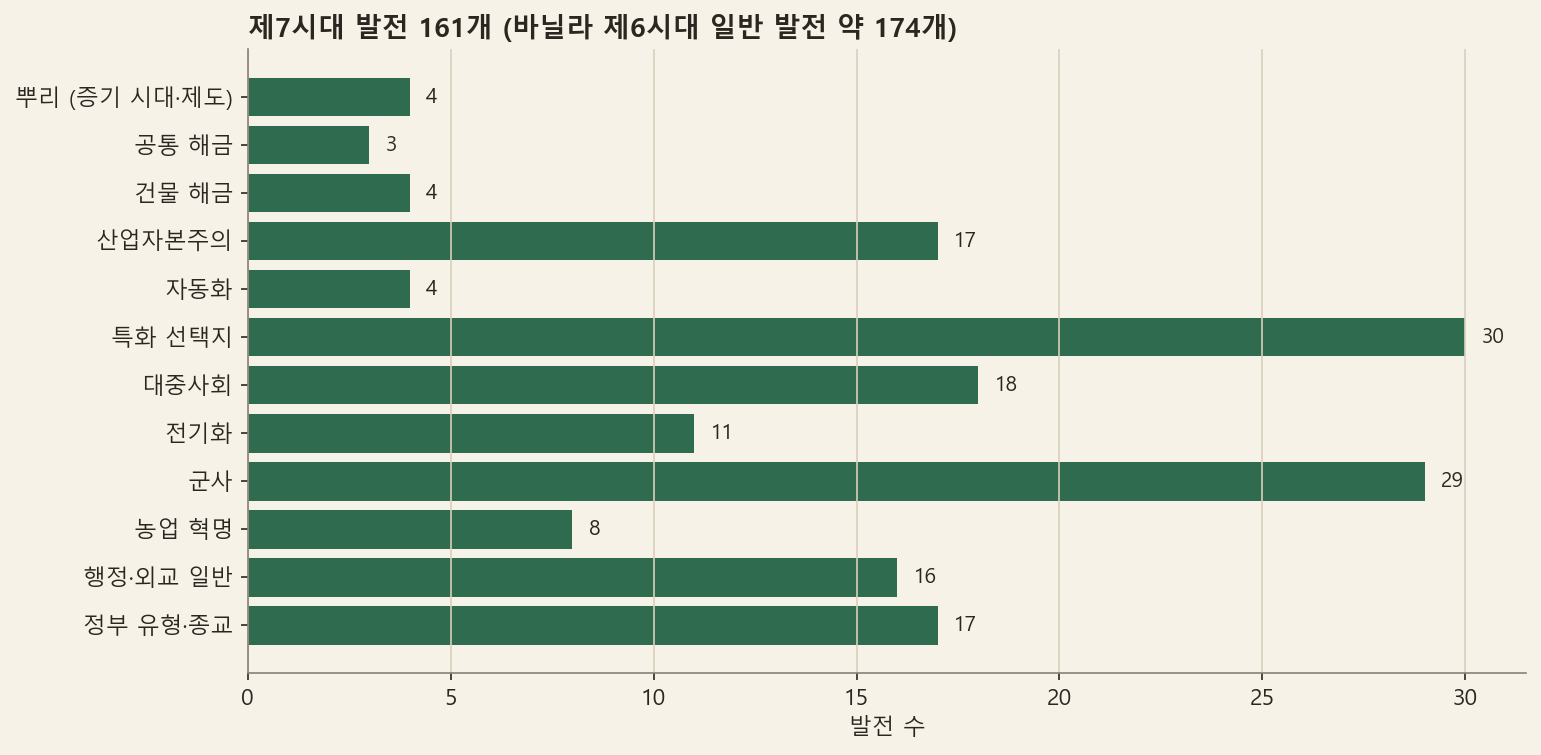 제7시대 발전 161개 (바닐라 제6시대 일반 발전 약 174개)
뿌리 (증기 시대·제도) 4
공통 해금 3
건물 해금 4
산업자본주의 17
자동화 4
특화 선택지 30
대중사회 18
전기화 11
군사 29
농업 혁명 8
행정·외교 일반 16
정부 유형·종교 17
0 5 10 15 20 25 30
발전 수